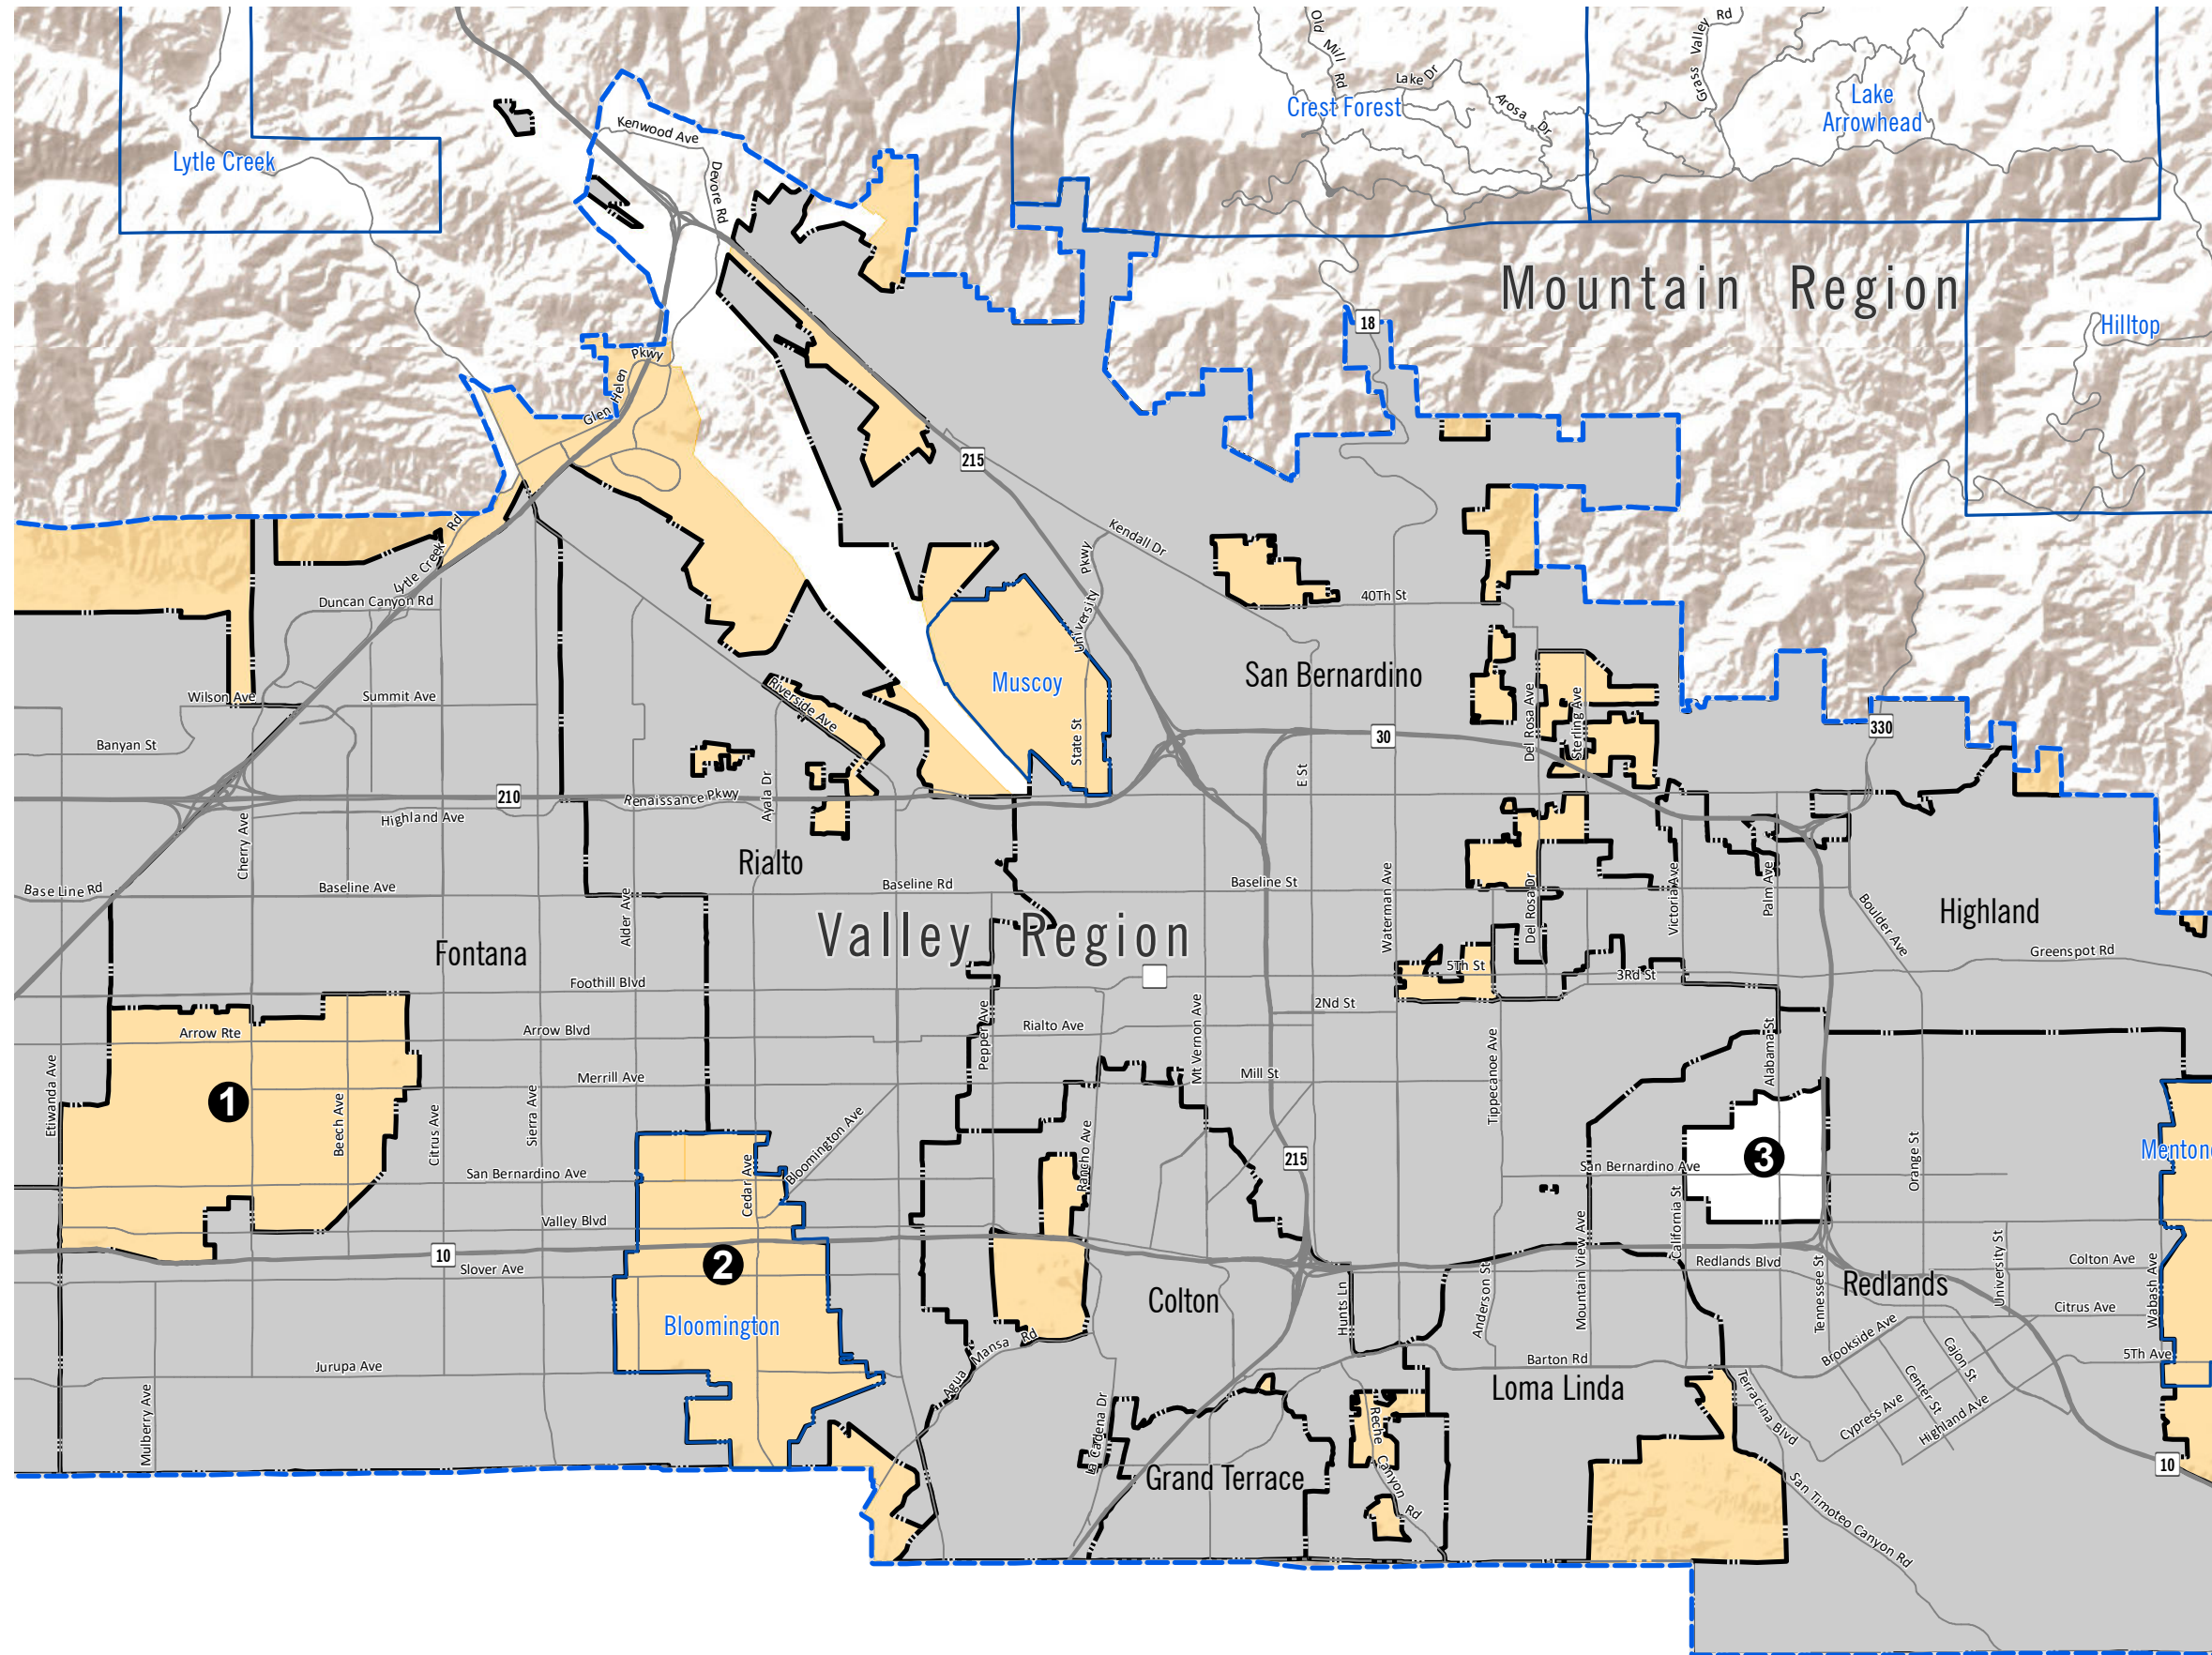 Old Mill Rd
Grass Valley Rd
Lake Dr
Arosa Dr
Crest Forest
Lake
Arrowhead
Kenwood Ave
Lytle Creek
Devore Rd
Mountain Region
18
Hilltop
Glen Helen Pkwy
215
Lytle Creek Rd
Kendall Dr
University Pkwy
Duncan Canyon Rd
40Th St
Muscoy
San Bernardino
Riverside Ave
Wilson Ave
Summit Ave
Del Rosa Ave
Sterling Ave
State St
30
330
Banyan St
E St
210
Renaissance Pkwy
Ayala Dr
Highland Ave
Cherry Ave
Rialto
Base Line Rd
Baseline Ave
Baseline Rd
Baseline St
Alder Ave
Waterman Ave
Del Rosa Dr
Victoria Ave
Palm Ave
Boulder Ave
Highland
Valley Region
Fontana
Greenspot Rd
5Th St
3Rd St
Foothill Blvd
2Nd St
Arrow Rte
Arrow Blvd
Rialto Ave
Pepper Ave
Mt Vernon Ave
Tippecanoe Ave
Alabama St
Etiwanda Ave
Merrill Ave
Mill St
1
Beech Ave
Citrus Ave
Sierra Ave
Bloomington Ave
Rancho Ave
215
3
Orange St
Mentone
San Bernardino Ave
San Bernardino Ave
Cedar Ave
California St
Valley Blvd
10
2
Slover Ave
Mountain View Ave
Redlands Blvd
Tennessee St
Redlands
University St
Colton Ave
Wabash Ave
Citrus Ave
Colton
Hunts Ln
Anderson St
Bloomington
Agua Mansa Rd
Brookside Ave
Cajon St
5Th Ave
Jurupa Ave
Barton Rd
Loma Linda
Mulberry Ave
La Cadena Dr
Reche Canyon Rd
Terracina Blvd
Cypress Ave
Center St
Highland Ave
Grand Terrace
10
San Timoteo Canyon Rd